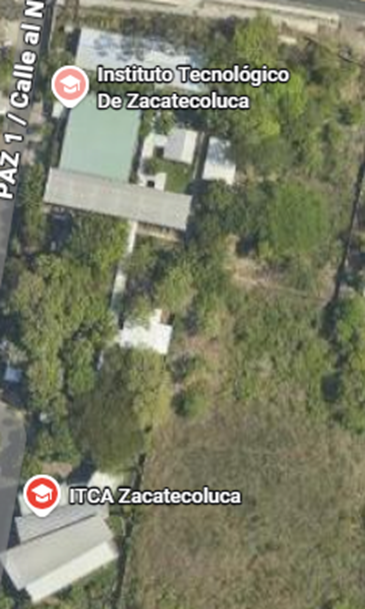 PAZ 1 / Calle al N
Instituto Tecnológico
De Zacatecoluca
ITCA Zacatecoluca